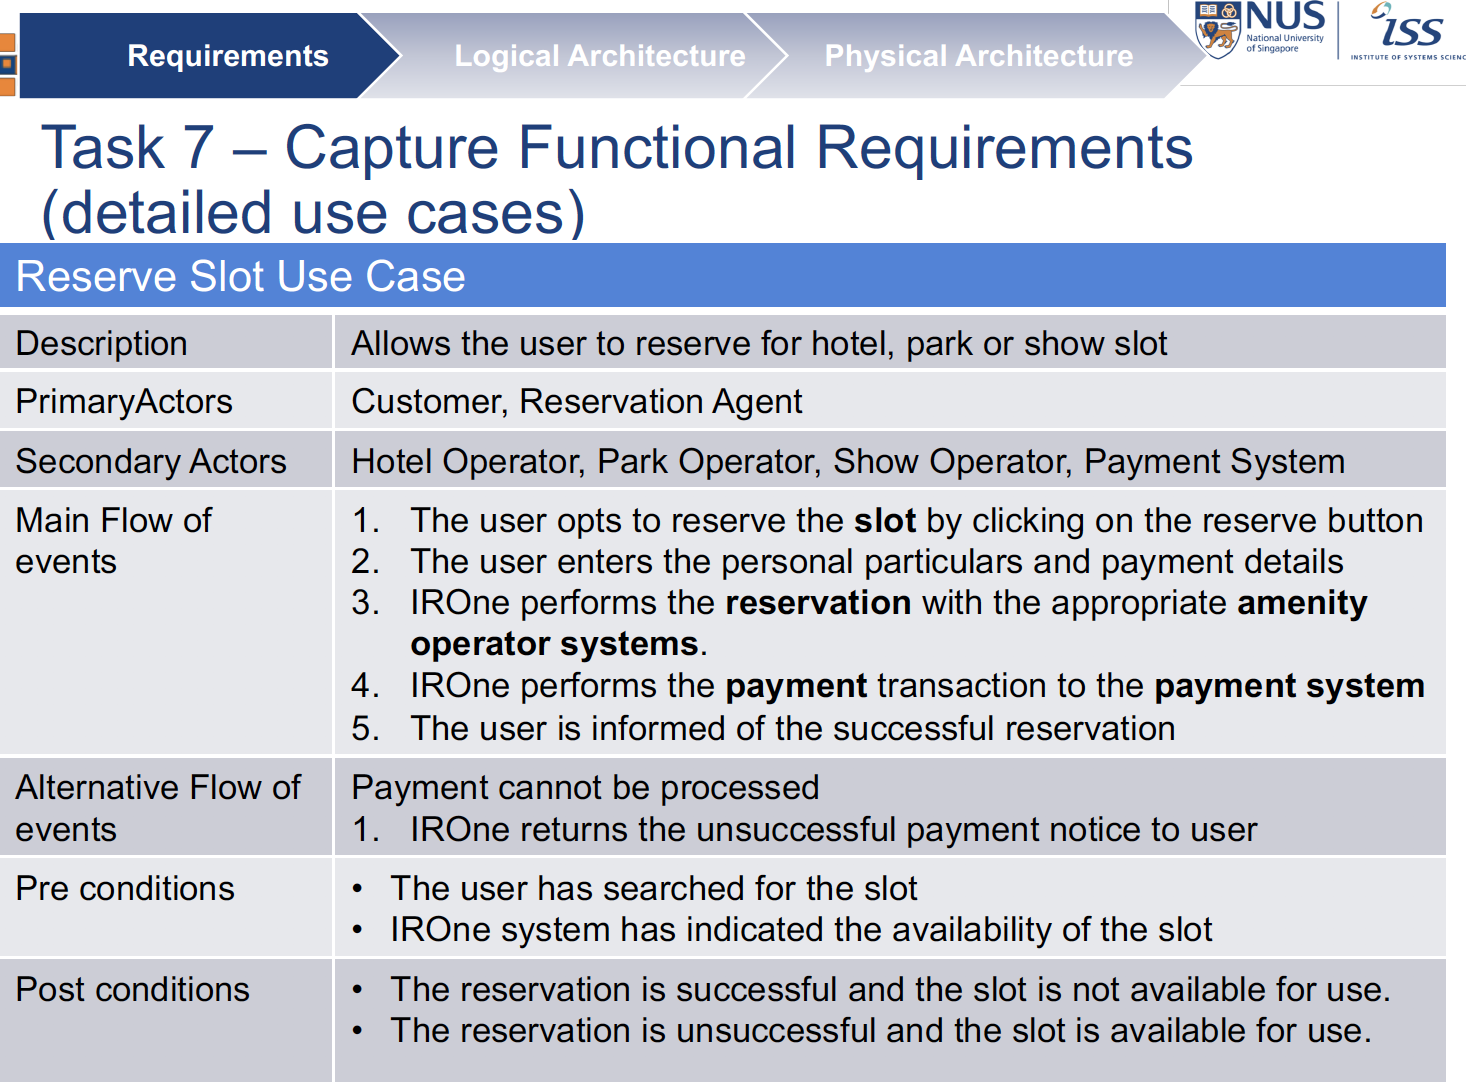 Requirements
Logical Architecture
Physical Architecture
NUS
National University
of Singapore
iss
INSTITUTE OF SYSTEMS SCIENC
Task 7 – Capture Functional Requirements
(detailed use cases)
Reserve Slot Use Case
Description
Allows the user to reserve for hotel, park or show slot
PrimaryActors
Customer, Reservation Agent
Secondary Actors
Hotel Operator, Park Operator, Show Operator, Payment System
Main Flow of
events
1. The user opts to reserve the slot by clicking on the reserve button
2. The user enters the personal particulars and payment details
3. IROne performs the reservation with the appropriate amenity
operator systems.
4. IROne performs the payment transaction to the payment system
5. The user is informed of the successful reservation
Alternative Flow of
events
Payment cannot be processed
1. IROne returns the unsuccessful payment notice to user
Pre conditions
• The user has searched for the slot
• IROne system has indicated the availability of the slot
Post conditions
• The reservation is successful and the slot is not available for use.
• The reservation is unsuccessful and the slot is available for use.